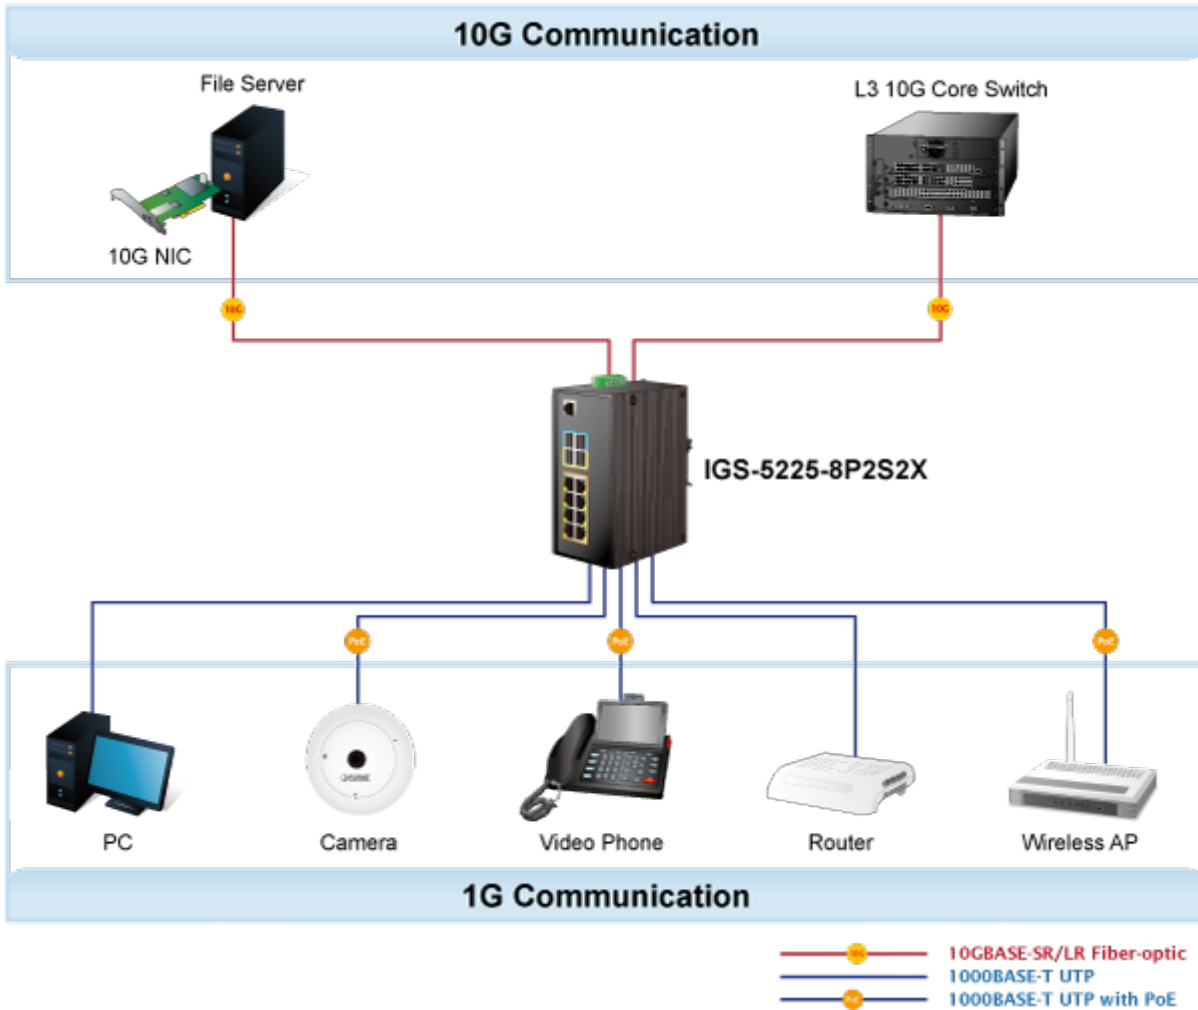 10G Communication
File Server
L3 10G Core Switch
10G NIC
10G
10G
IGS-5225-8P2S2X
PoE
PoE
PoE
PC
Camera
Video Phone
Router
Wireless AP
1G Communication
10G
10GBASE-SR/LR Fiber-optic
1000BASE-T UTP
PoE
1000BASE-T UTP with PoE